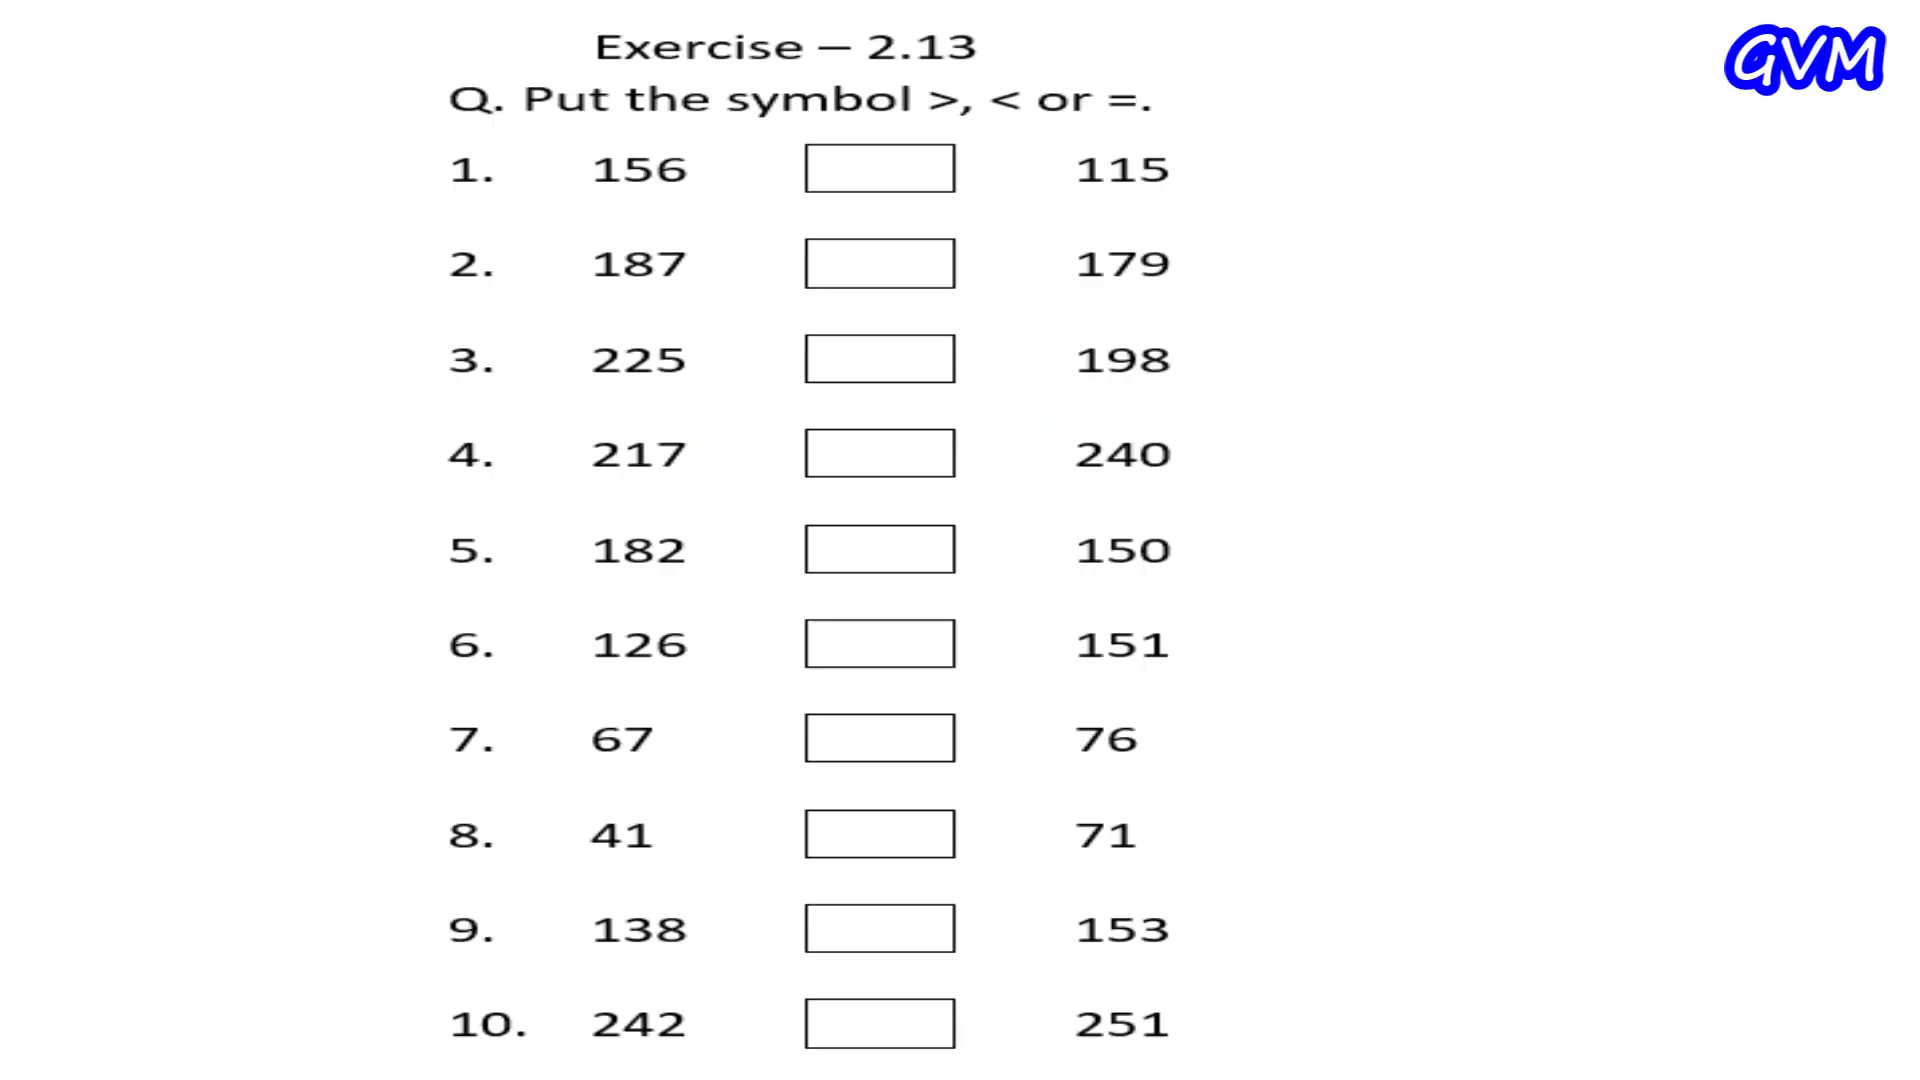 Exercise – 2.13
GVM
Q. Put the symbol >, < or =.
1. 156 115
2. 187 179
3. 225 198
4. 217 240
5. 182 150
6. 126 151
7. 67 76
8. 41 71
9. 138 153
10. 242 251